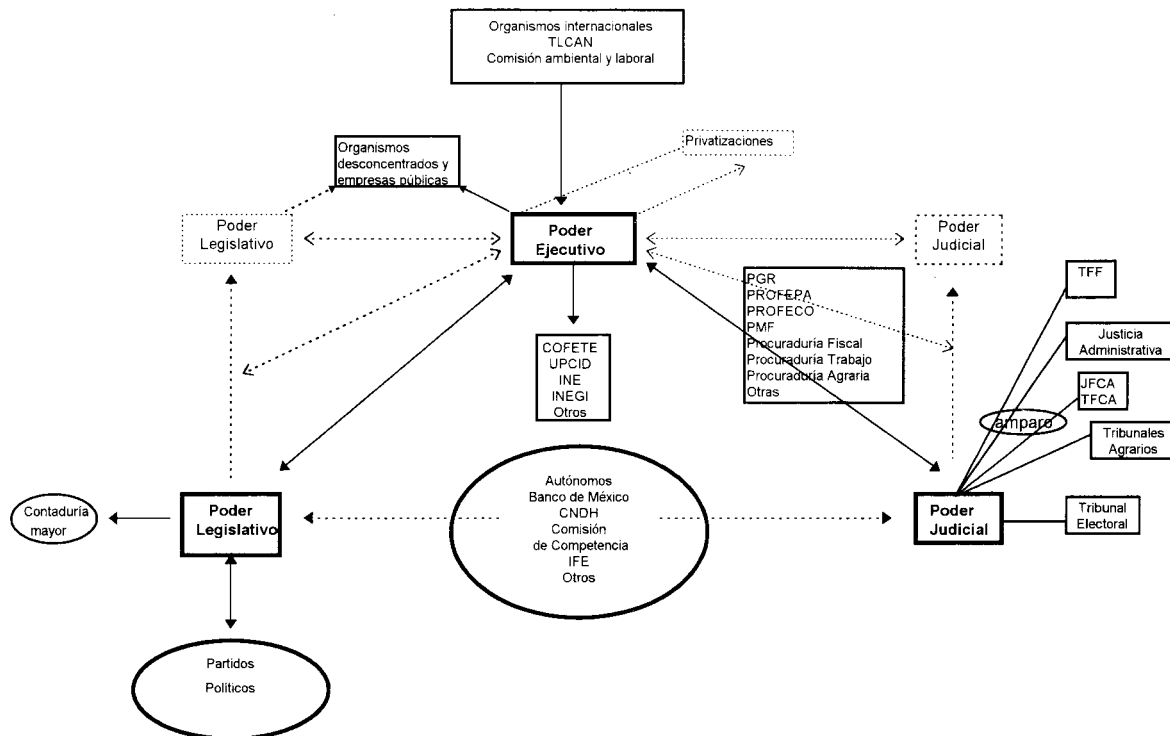 Organismos internacionales
TLCAN
Comisión ambiental y laboral
Privatizaciones
Organismos
desconcentrados y
empresas públicas
Poder
Legislativo
Poder
Ejecutivo
Poder
Judicial
PGR
PROFEPA
PROFECO
PMF
Procuraduría Fiscal
Procuraduría Trabajo
Procuraduría Agraria
Otras
TFF
Justicia
Administrativa
JFCA
TFCA
amparo
Tribunales
Agrarios
COFETE
UPCID
INE
INEGI
Otros
Contaduría
mayor
Poder
Legislativo
Autónomos
Banco de México
CNDH
Comisión
de Competencia
IFE
Otros
Poder
Judicial
Tribunal
Electoral
Partidos
Políticos